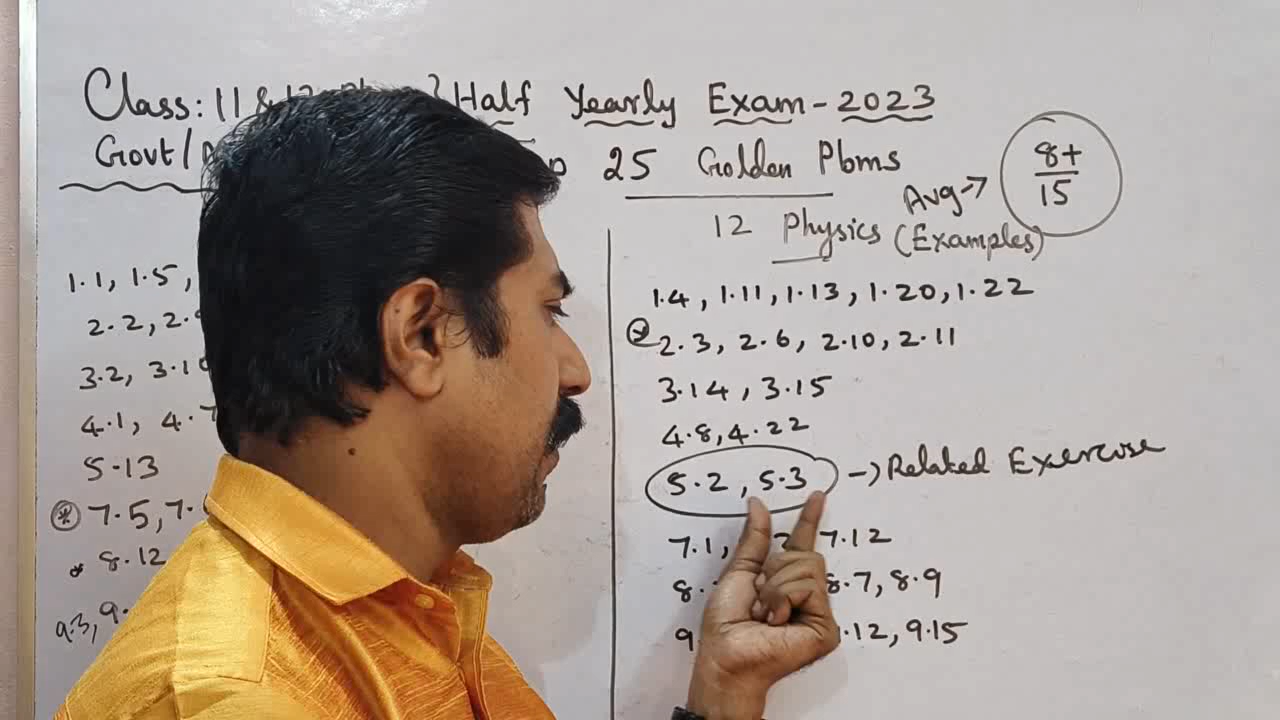 Class: 11 & 12 Half Yearly Exam - 2023
Govt/ 25 Golden Pbms
Avg → 8+/15
12 Physics (Examples)
1.1, 1.5,
2.2,
3.2, 3.10
4.1, 4.7
5.13
* 7.5,
* 8.12
9.3,
1.4, 1.11, 1.13, 1.20, 1.22
* 2.3, 2.6, 2.10, 2.11
3.14, 3.15
4.8, 4.22
5.2, 5.3 → Related Exercise
7.1, 7.12
8.7, 8.9
.12, 9.15